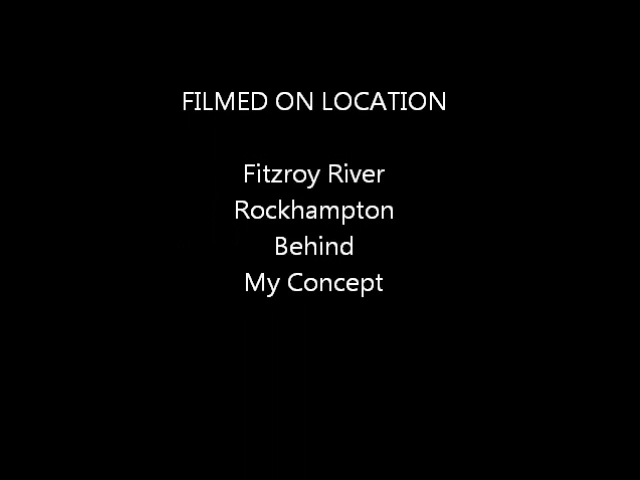 FILMED ON LOCATION
Fitzroy River
Rockhampton
Behind
My Concept